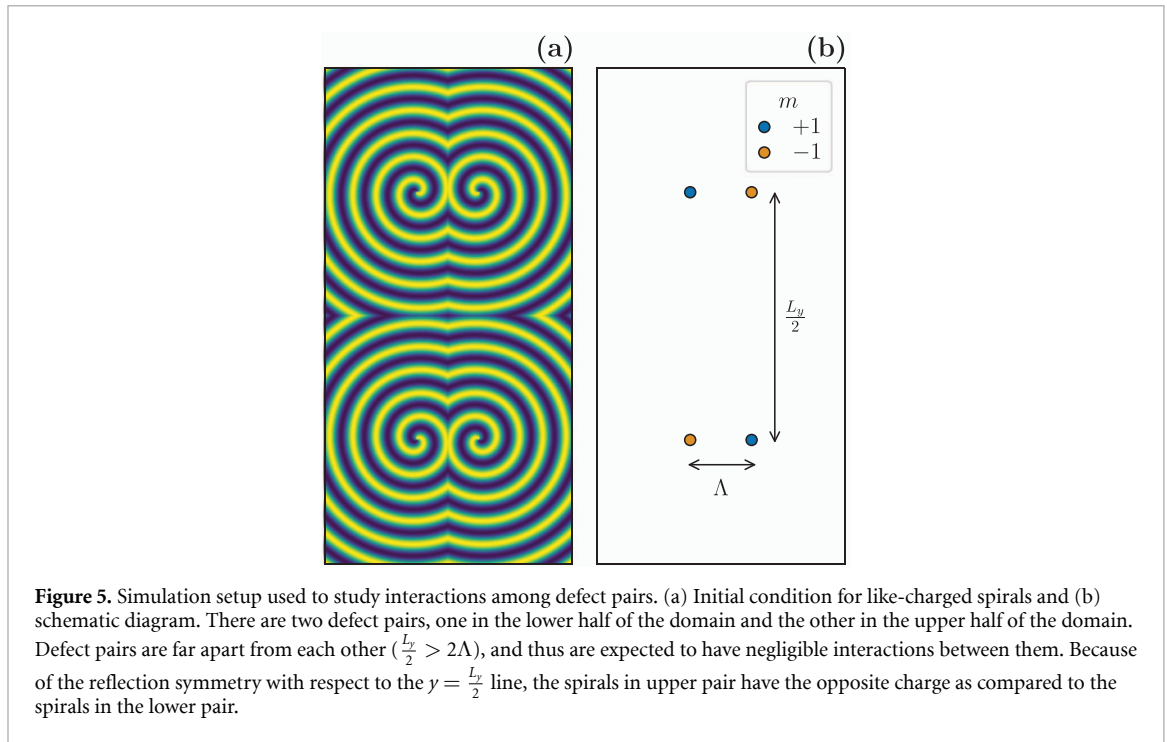 (a)
(b)
m
+1
−1
L_y/2
Λ
Figure 5. Simulation setup used to study interactions among defect pairs. (a) Initial condition for like-charged spirals and (b)
schematic diagram. There are two defect pairs, one in the lower half of the domain and the other in the upper half of the domain.
Defect pairs are far apart from each other (L_y/2 > 2Λ), and thus are expected to have negligible interactions between them. Because
of the reflection symmetry with respect to the y = L_y/2 line, the spirals in upper pair have the opposite charge as compared to the
spirals in the lower pair.